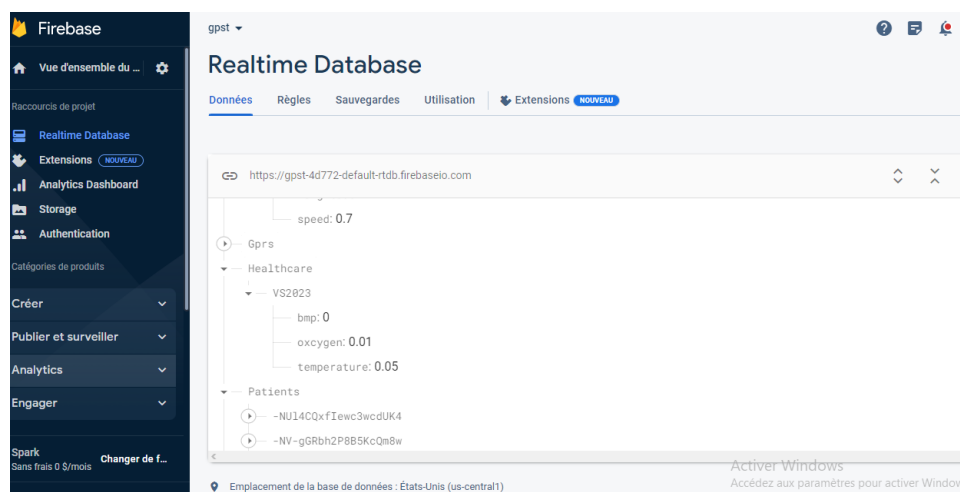 Firebase
Vue d'ensemble du ...
Raccourcis de projet
Realtime Database
Extensions NOUVEAU
Analytics Dashboard
Storage
Authentication
Catégories de produits
Créer
Publier et surveiller
Analytics
Engager
Spark
Sans frais 0 $/mois
Changer de f...
gpst
Realtime Database
Données Règles Sauvegardes Utilisation Extensions NOUVEAU
https://gpst-4d772-default-rtdb.firebaseio.com
speed: 0.7
Gprs
Healthcare
VS2023
bmp: 0
oxcygen: 0.01
temperature: 0.05
Patients
-NUl4CQxfIewc3wcdUK4
-NV-gGRbh2P8B5KcQm8w
Emplacement de la base de données : États-Unis (us-central1)
Activer Windows
Accédez aux paramètres pour activer Window